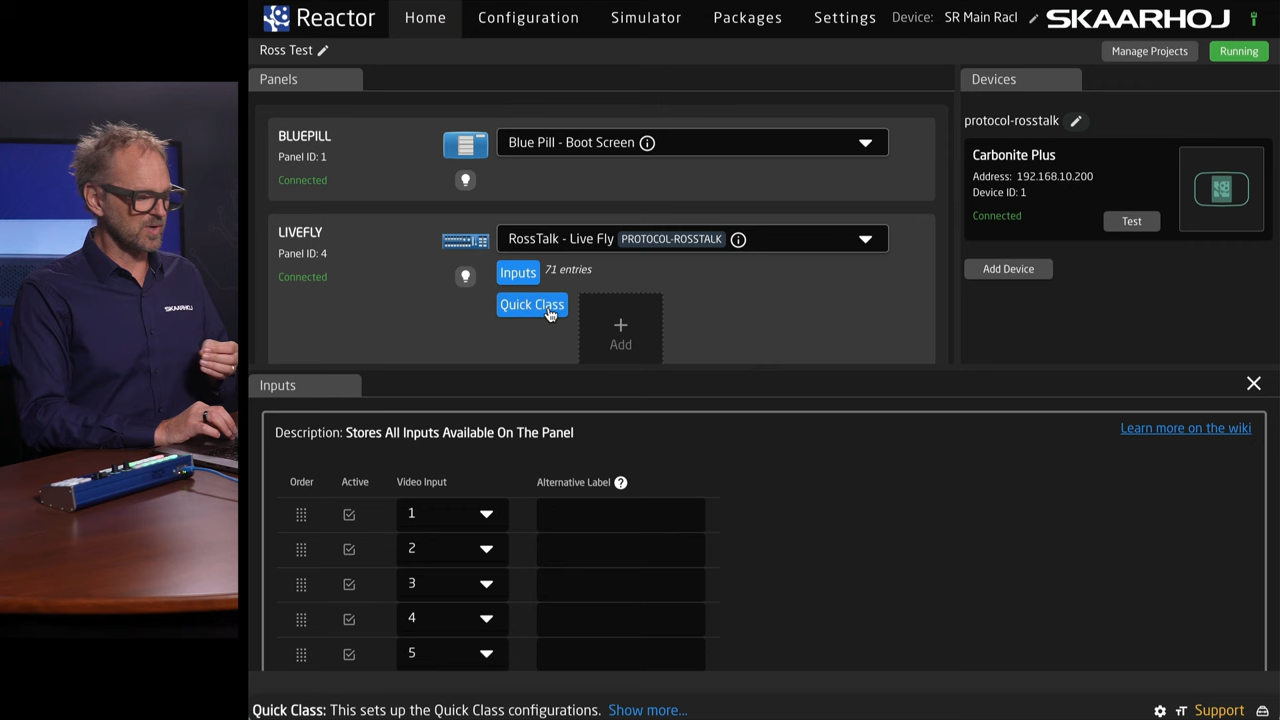 Reactor
Home
Configuration
Simulator
Packages
Settings
Device:
SR Main Racl
SKAARHOJ
Ross Test
Manage Projects
Running
Panels
Devices
BLUEPILL
Panel ID: 1
Connected
Blue Pill - Boot Screen
LIVEFLY
Panel ID: 4
Connected
RossTalk - Live Fly PROTOCOL-ROSSTALK
Inputs 71 entries
Quick Class
+
Add
protocol-rosstalk
Carbonite Plus
Address: 192.168.10.200
Device ID: 1
Connected
Test
Add Device
Inputs
Description: Stores All Inputs Available On The Panel
Learn more on the wiki
Order Active Video Input Alternative Label ?
1
2
3
4
5
Quick Class: This sets up the Quick Class configurations. Show more...
Support
SKAARHOJ